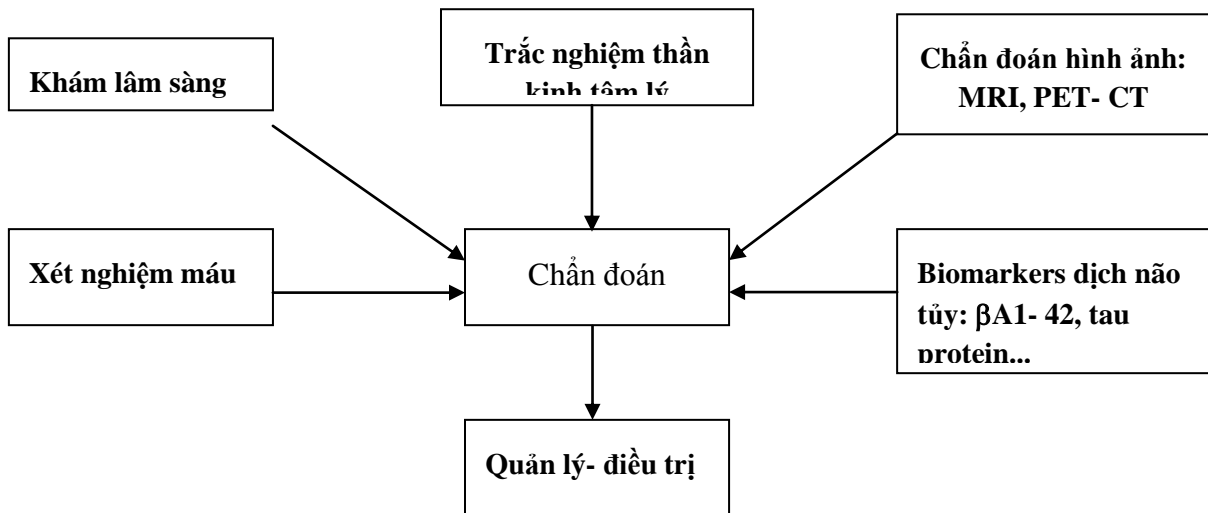 Khám lâm sàng
Trắc nghiệm thần
kinh tâm lý
Chẩn đoán hình ảnh:
MRI, PET- CT
Xét nghiệm máu
Chẩn đoán
Biomarkers dịch não
tủy: βA1- 42, tau
protein...
Quản lý- điều trị